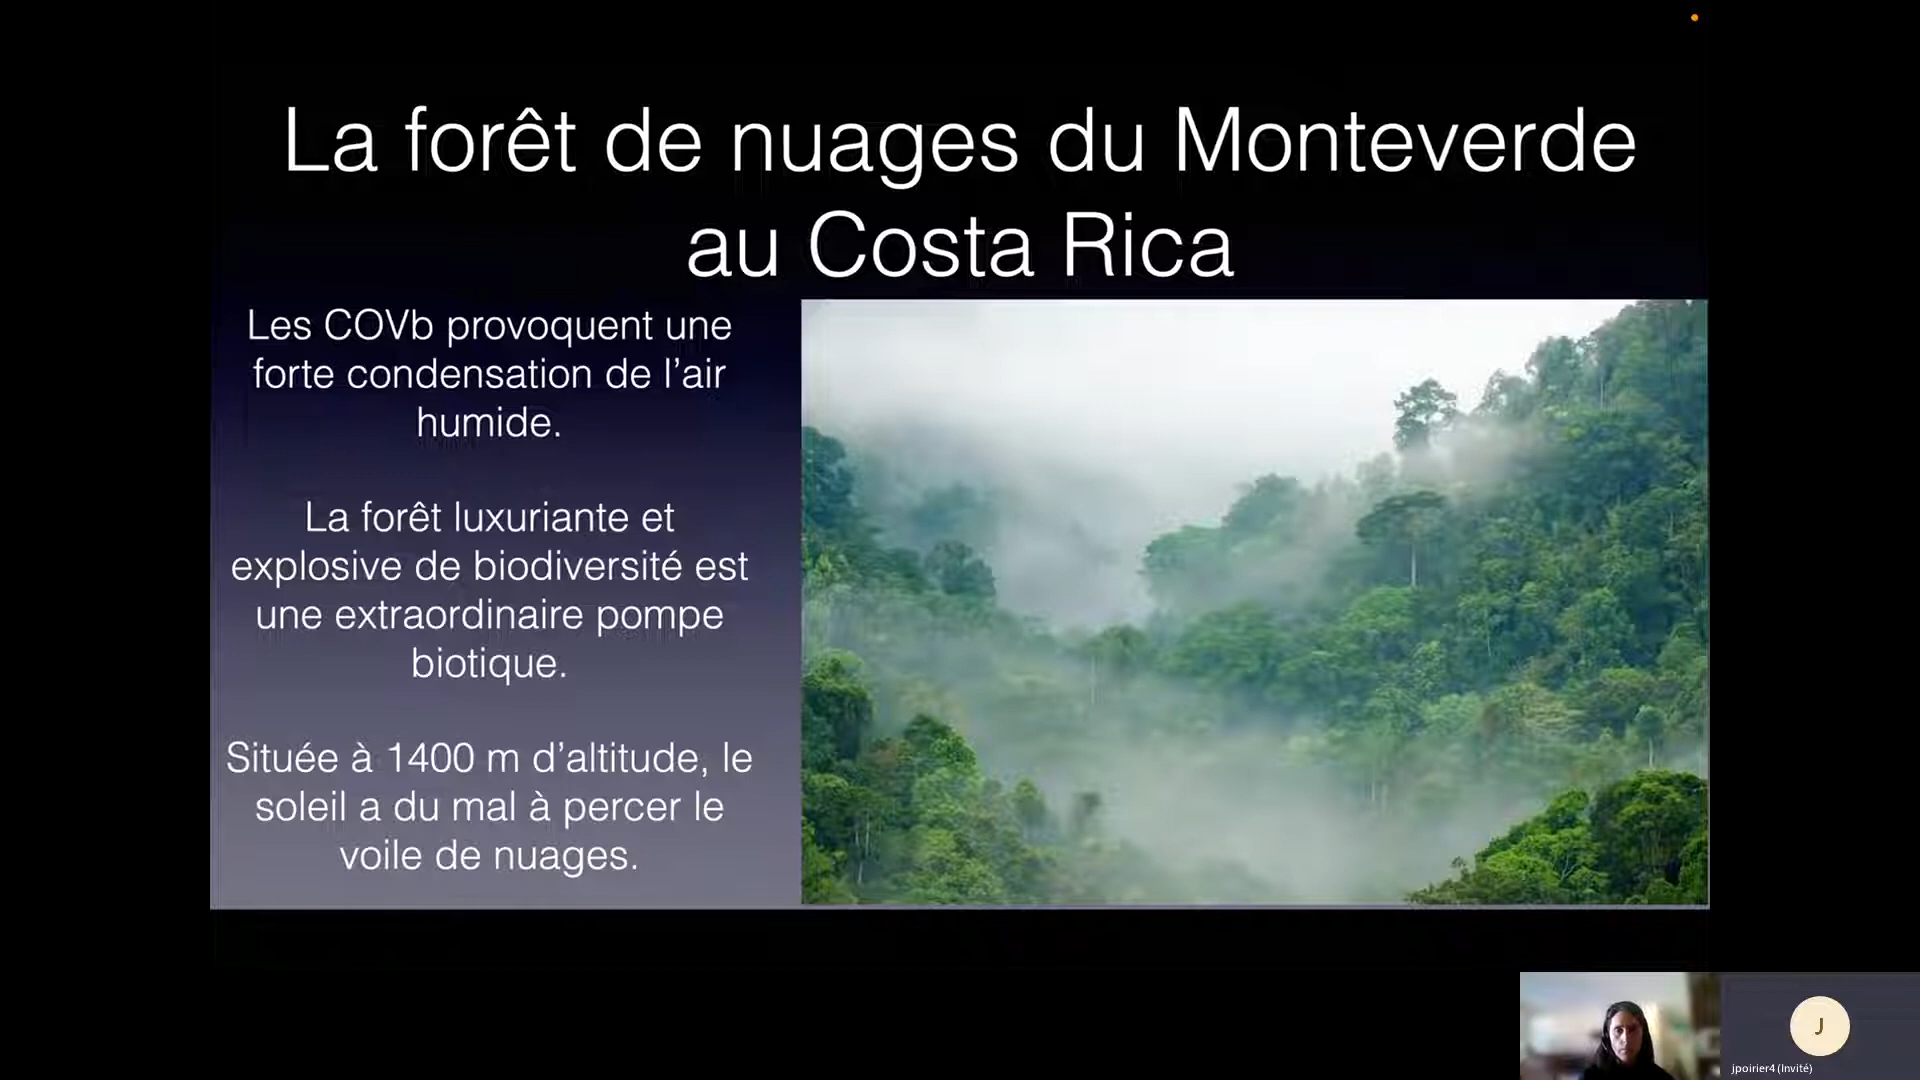 La forêt de nuages du Monteverde
au Costa Rica
Les COVb provoquent une
forte condensation de l’air
humide.
La forêt luxuriante et
explosive de biodiversité est
une extraordinaire pompe
biotique.
Située à 1400 m d’altitude, le
soleil a du mal à percer le
voile de nuages.
J
jpoirier4 (Invité)